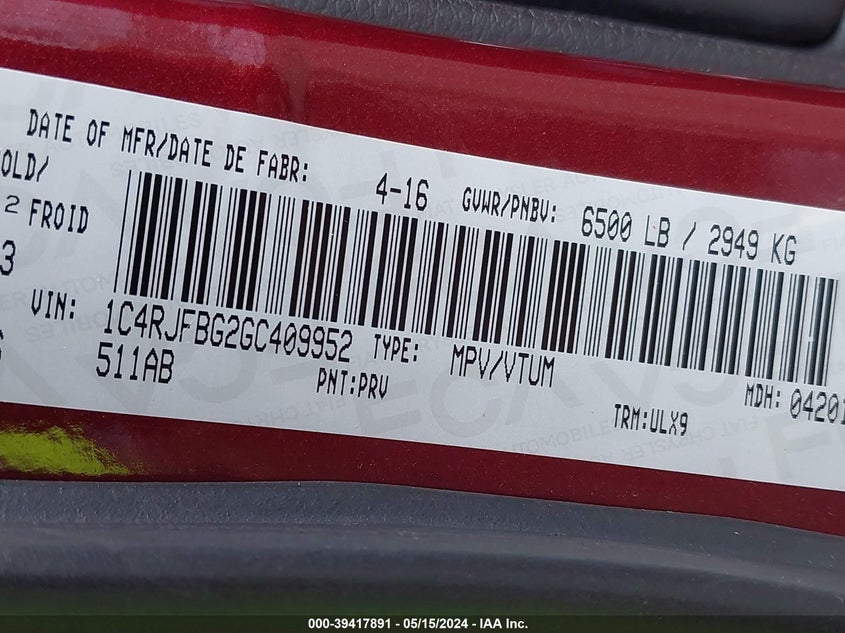 DATE OF MFR/DATE DE FABR: 4-16 GVWR/PNBV: 6500 LB / 2949 KG
OLD/
2 FROID
3
VIN: 1C4RJFBG2GC409952 TYPE: MPV/VTUM MDH: 04201
511AB PNT:PRV TRM:ULX9
000-39417891 - 05/15/2024 - IAA Inc.